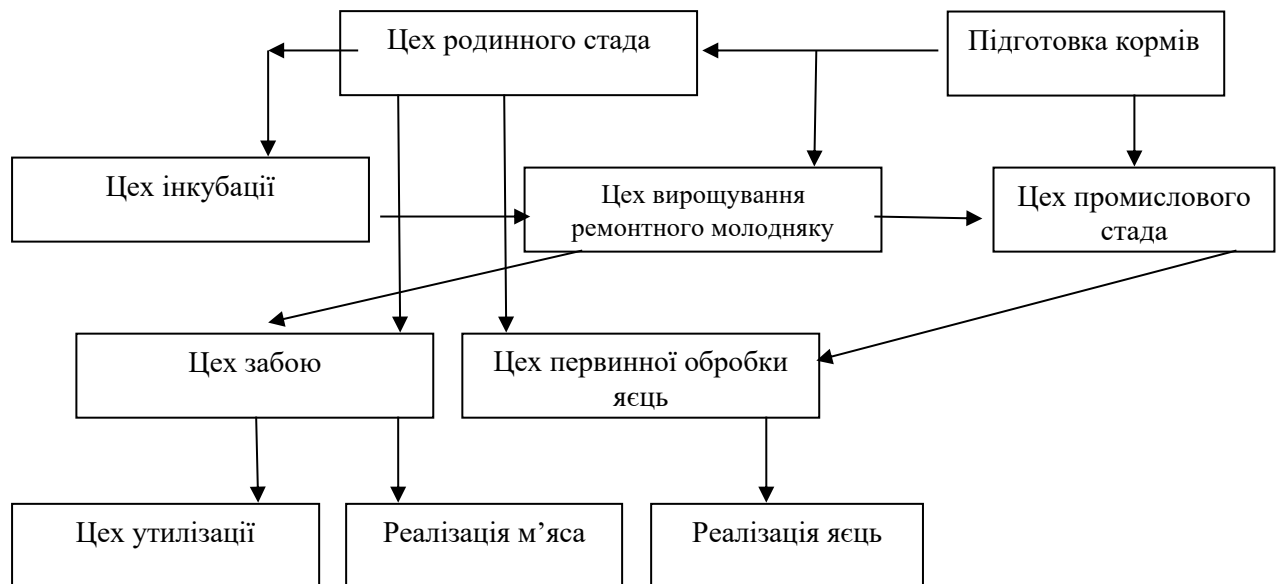 Цех родинного стада
Підготовка кормів
Цех інкубації
Цех вирощування
ремонтного молодняку
Цех промислового
стада
Цех забою
Цех первинної обробки
яєць
Цех утилізації
Реалізація м’яса
Реалізація яєць